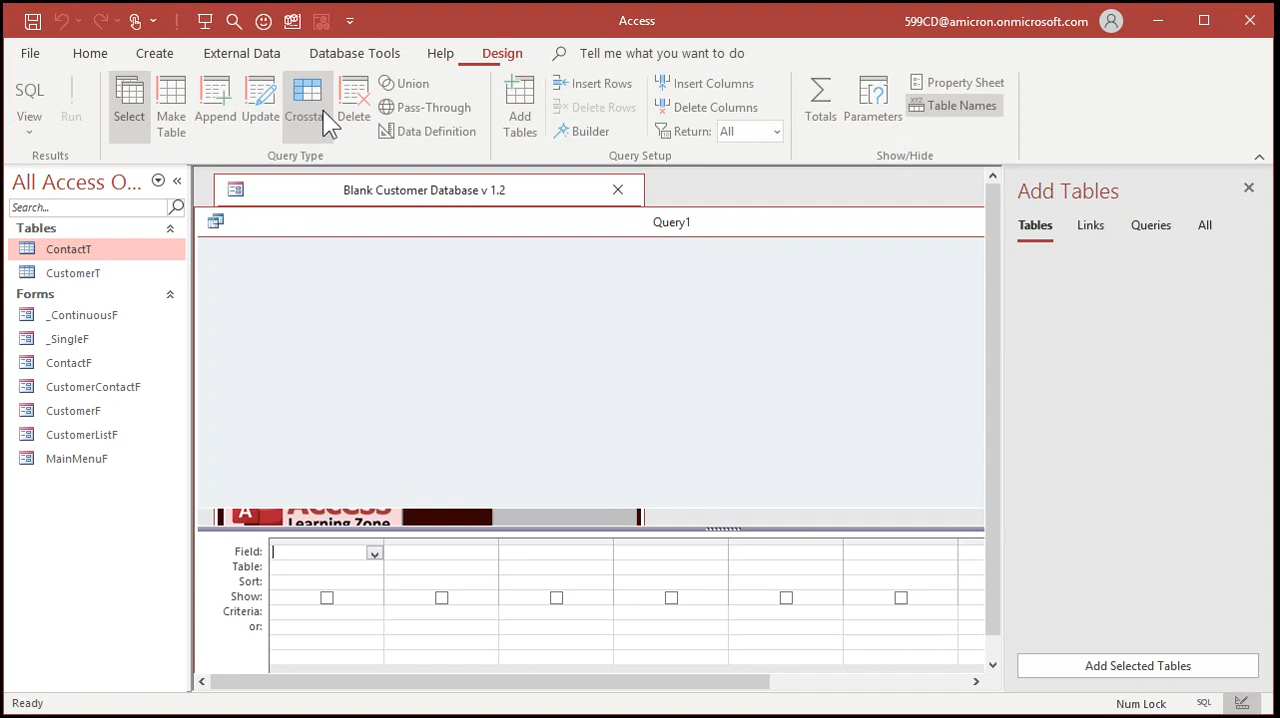 Access
599CD@amicron.onmicrosoft.com
File Home Create External Data Database Tools Help Design Tell me what you want to do
SQL
View
Run
Select
Make
Table
Append
Update
Crossta
Delete
Union
Pass-Through
Data Definition
Add
Tables
Insert Rows
Delete Rows
Builder
Insert Columns
Delete Columns
Return: All
Totals
Parameters
Property Sheet
XYZ Table Names
Results Query Type Query Setup Show/Hide
All Access O...
Search...
Tables
ContactT
CustomerT
Forms
_ContinuousF
_SingleF
ContactF
CustomerContactF
CustomerF
CustomerListF
MainMenuF
Blank Customer Database v 1.2
Query1
A ACCESS
Learning Zone
Field:
Table:
Sort:
Show:
Criteria:
or:
Add Tables
Tables Links Queries All
Add Selected Tables
Ready Num Lock SQL